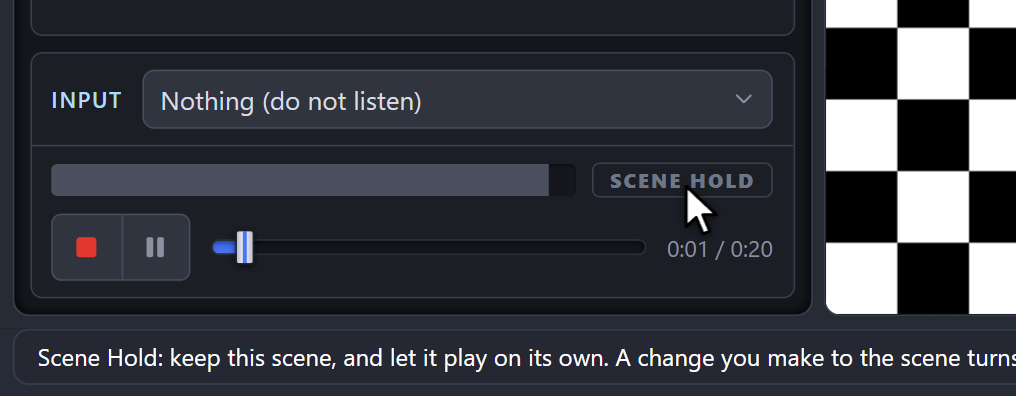 INPUT
Nothing (do not listen)
SCENE HOLD
0:01 / 0:20
Scene Hold: keep this scene, and let it play on its own. A change you make to the scene turns